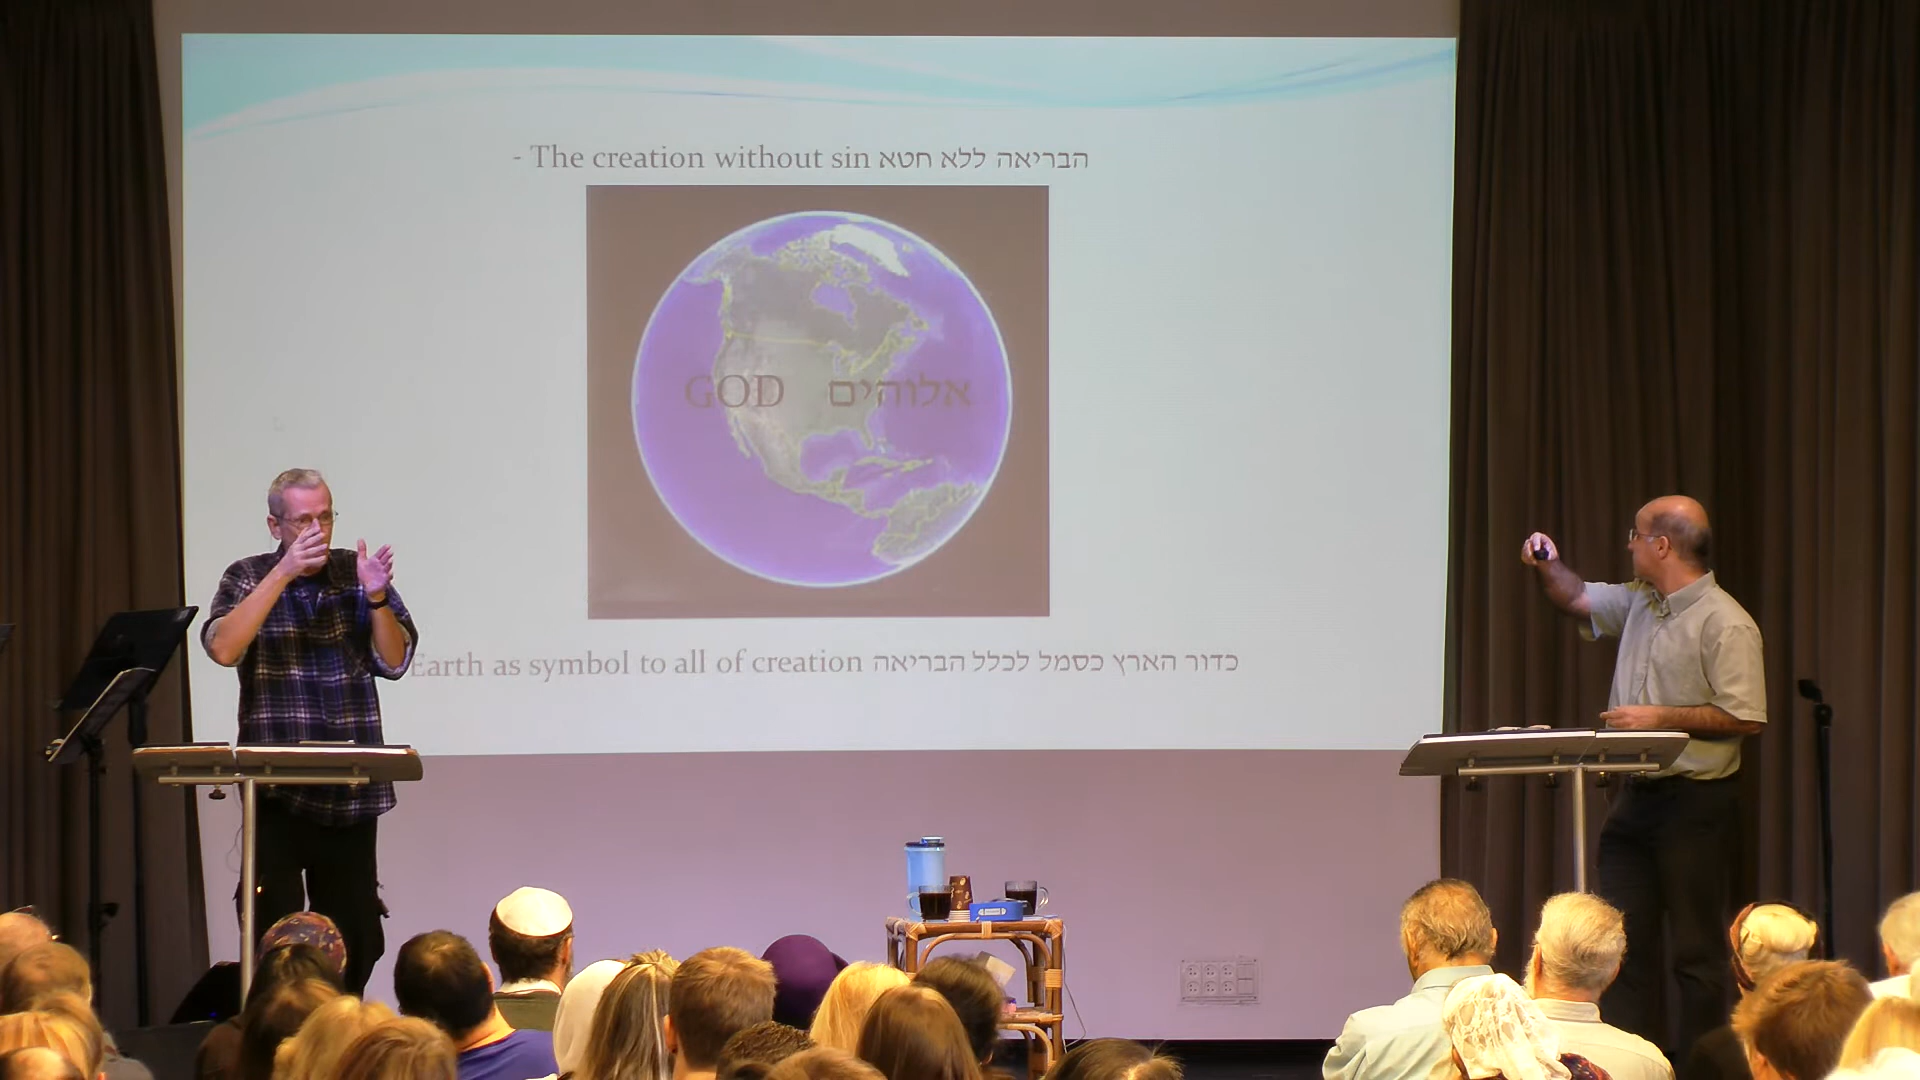 - The creation without sin הבריאה ללא חטא
GOD אלוהים
Earth as symbol to all of creation כדור הארץ כסמל לכלל הבריאה